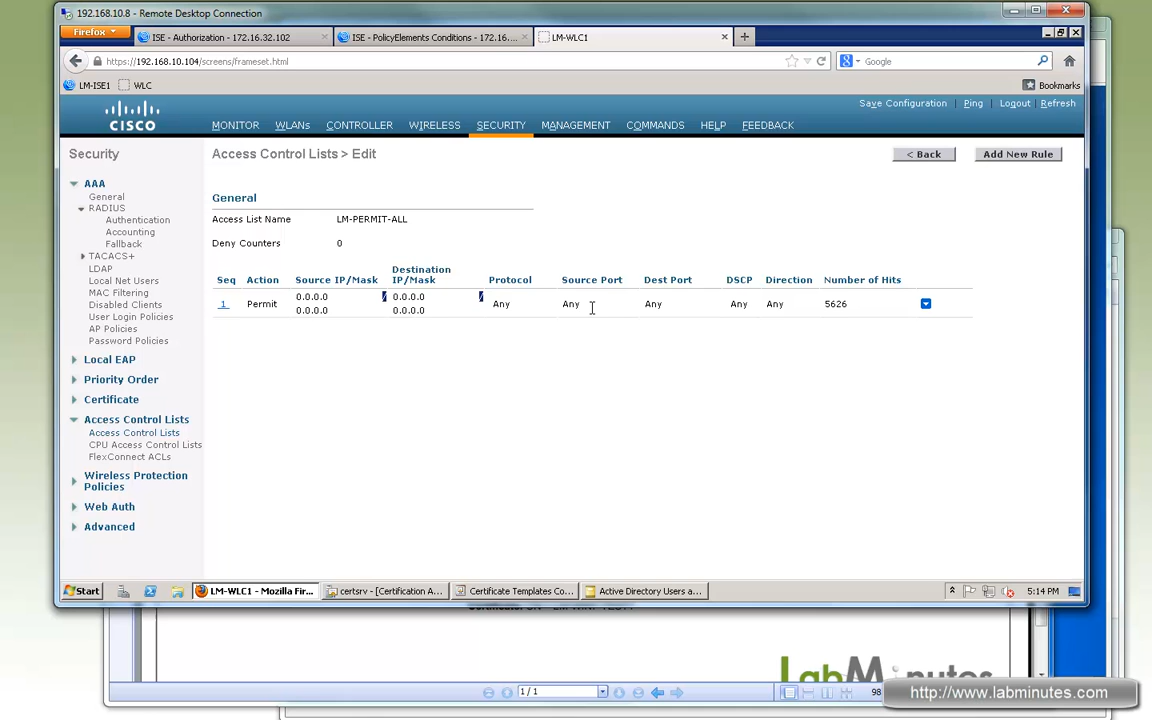 192.168.10.8 - Remote Desktop Connection
Firefox
ISE - Authorization - 172.16.32.102
ISE - PolicyElements Conditions - 172.16....
LM-WLC1
https://192.168.10.104/screens/frameset.html
Google
LM-ISE1
WLC
Bookmarks
CISCO
Save Configuration
Ping
Logout
Refresh
MONITOR
WLANs
CONTROLLER
WIRELESS
SECURITY
MANAGEMENT
COMMANDS
HELP
FEEDBACK
Security
AAA
General
RADIUS
Authentication
Accounting
Fallback
TACACS+
LDAP
Local Net Users
MAC Filtering
Disabled Clients
User Login Policies
AP Policies
Password Policies
Local EAP
Priority Order
Certificate
Access Control Lists
Access Control Lists
CPU Access Control Lists
FlexConnect ACLs
Wireless Protection
Policies
Web Auth
Advanced
Access Control Lists > Edit
< Back
Add New Rule
General
Access List Name LM-PERMIT-ALL
Deny Counters 0
Seq Action Source IP/Mask Destination IP/Mask Protocol Source Port Dest Port DSCP Direction Number of Hits
1 Permit 0.0.0.0 / 0.0.0.0 / Any Any Any Any Any 5626
0.0.0.0 0.0.0.0
Start
LM-WLC1 - Mozilla Fir...
certsrv - [Certification A...
Certificate Templates Co...
Active Directory Users a...
5:14 PM
LabMinutes
1 / 1
98
http://www.labminutes.com